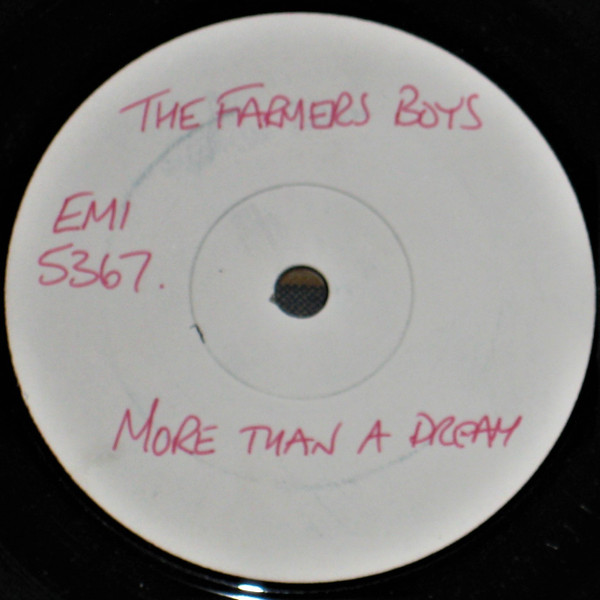 THE FARMERS BOYS
EMI
5367.
MORE THAN A DREAM